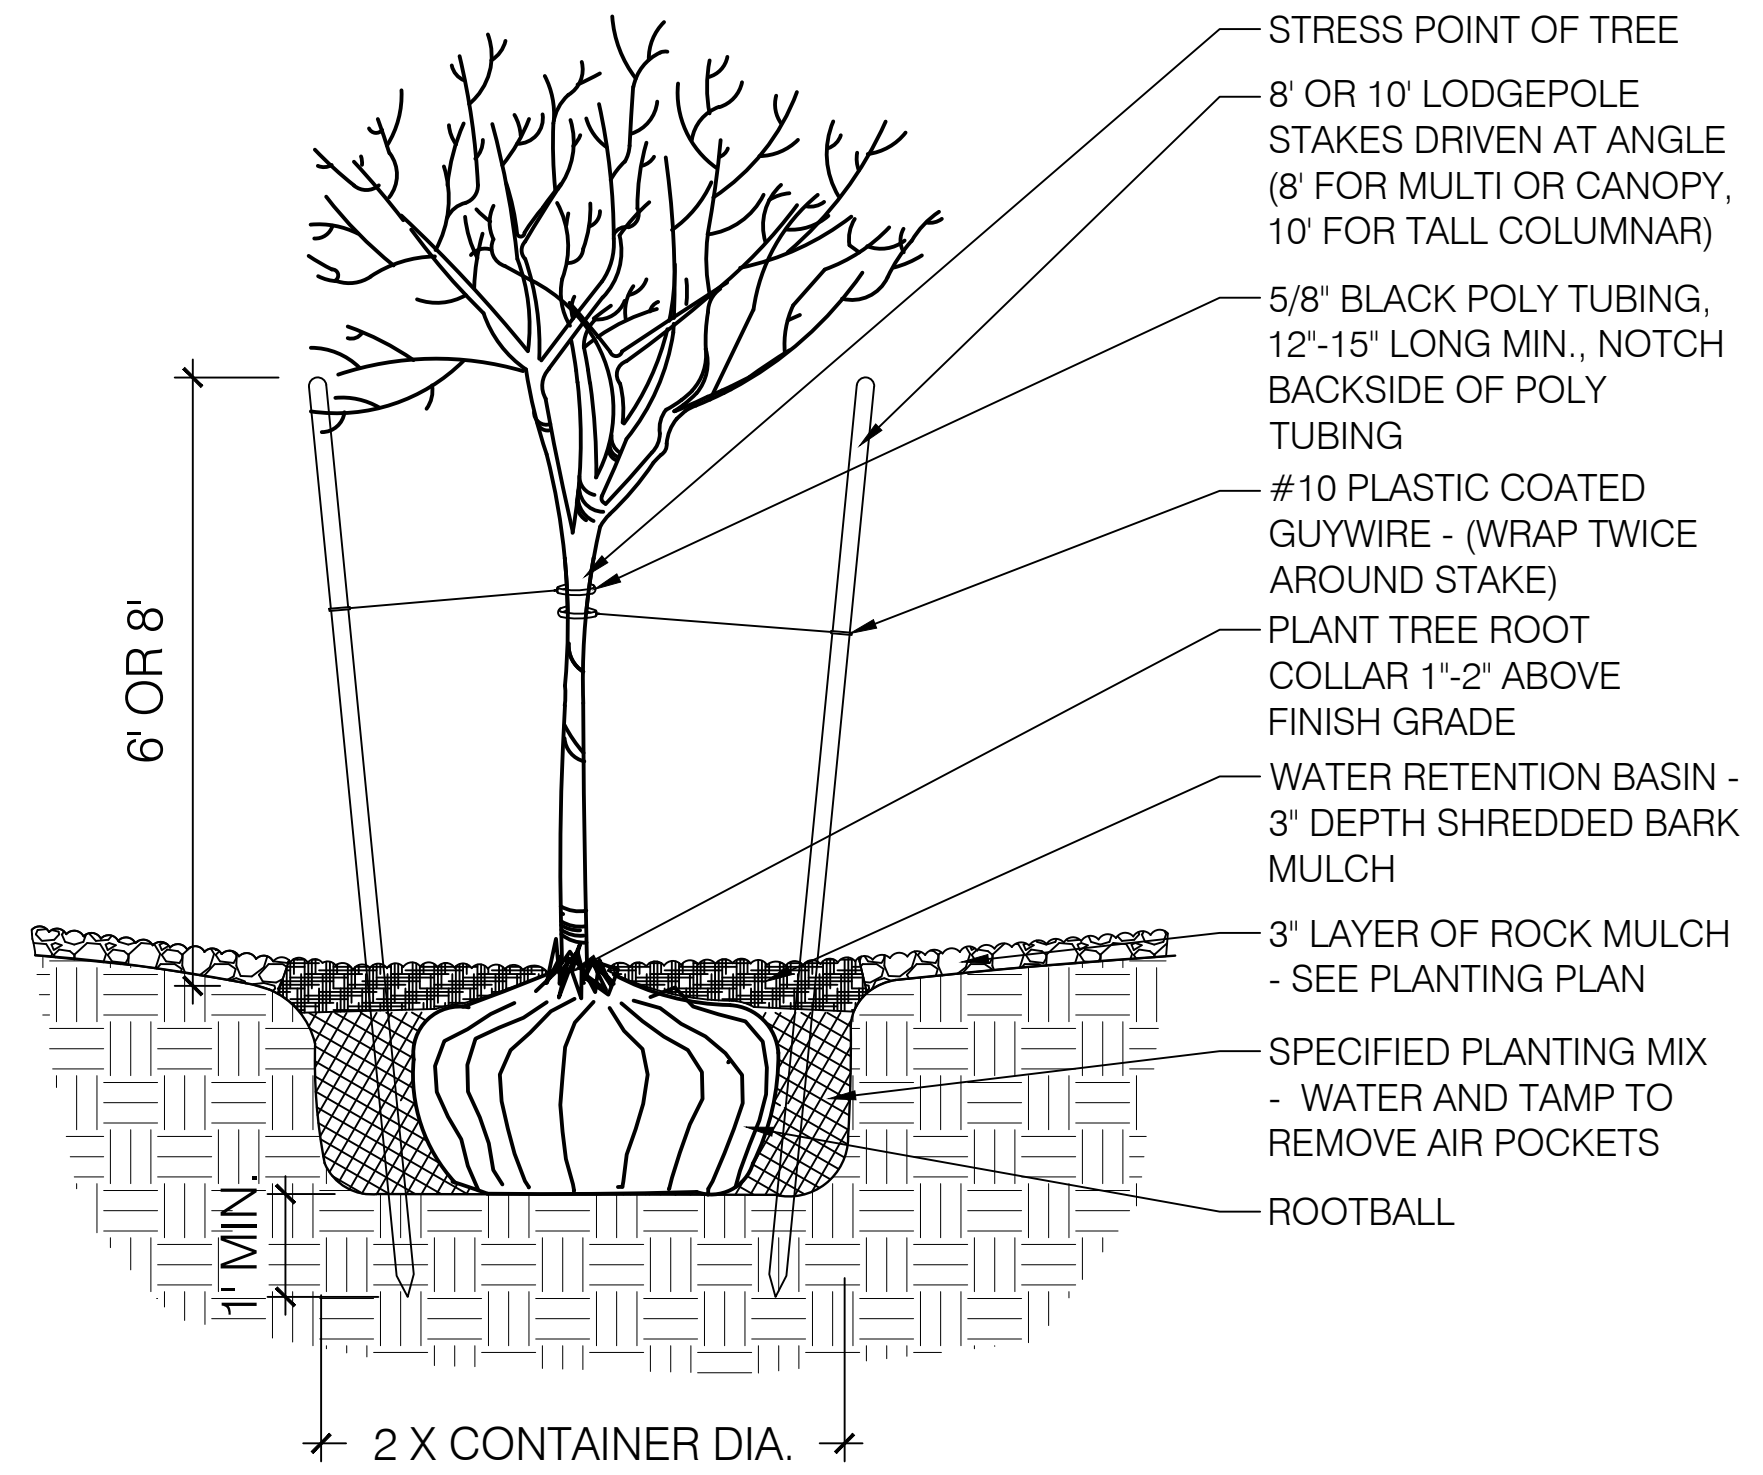 STRESS POINT OF TREE
8' OR 10' LODGEPOLE
STAKES DRIVEN AT ANGLE
(8' FOR MULTI OR CANOPY,
10' FOR TALL COLUMNAR)
5/8" BLACK POLY TUBING,
12"-15" LONG MIN., NOTCH
BACKSIDE OF POLY
TUBING
#10 PLASTIC COATED
GUYWIRE - (WRAP TWICE
AROUND STAKE)
PLANT TREE ROOT
COLLAR 1"-2" ABOVE
FINISH GRADE
WATER RETENTION BASIN -
3" DEPTH SHREDDED BARK
MULCH
3" LAYER OF ROCK MULCH
- SEE PLANTING PLAN
SPECIFIED PLANTING MIX
- WATER AND TAMP TO
REMOVE AIR POCKETS
ROOTBALL
6' OR 8'
1' MIN.
2 X CONTAINER DIA.